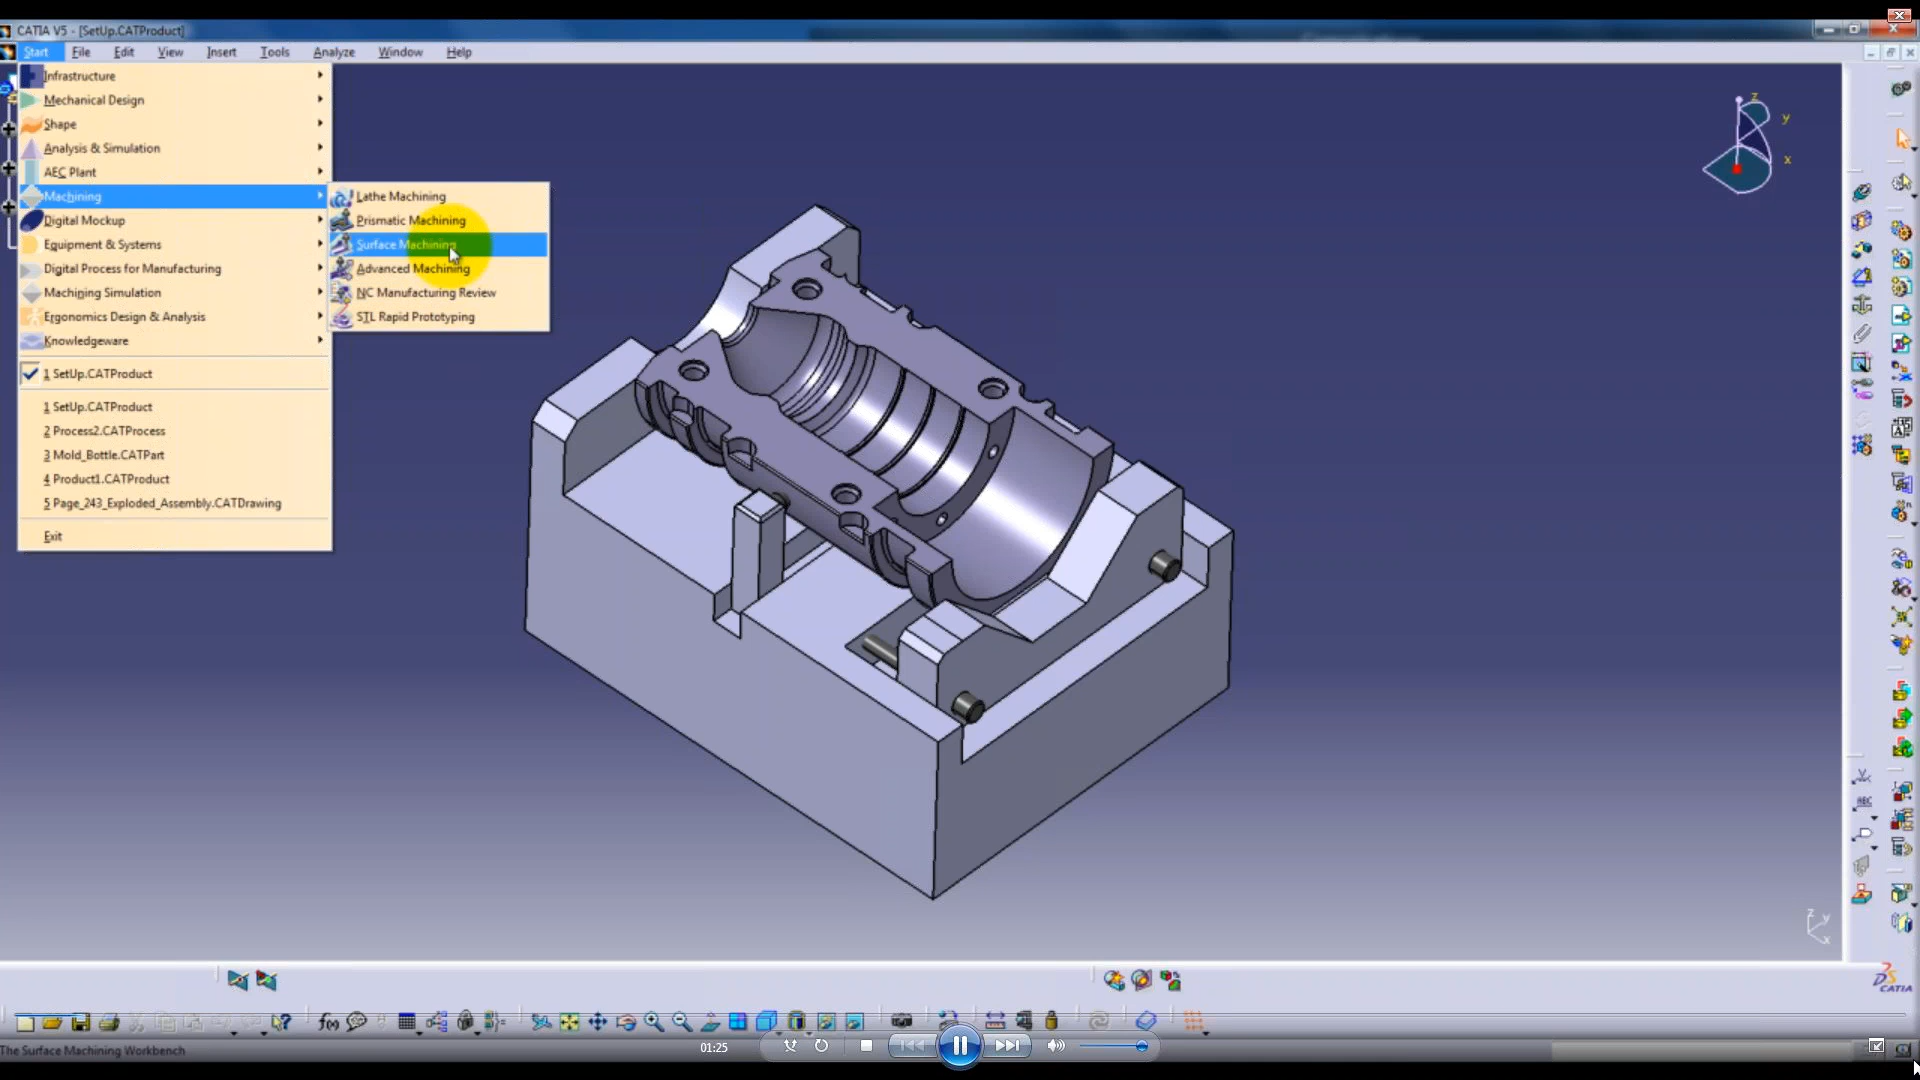 CATIA V5 - [SetUp.CATProduct]
Start File Edit View Insert Tools Analyze Window Help
Infrastructure
Mechanical Design
Shape
Analysis & Simulation
AEC Plant
Machining
Digital Mockup
Equipment & Systems
Digital Process for Manufacturing
Machining Simulation
Ergonomics Design & Analysis
Knowledgeware
1 SetUp.CATProduct
1 SetUp.CATProduct
2 Process2.CATProcess
3 Mold_Bottle.CATPart
4 Product1.CATProduct
5 Page_243_Exploded_Assembly.CATDrawing
Exit
Lathe Machining
Prismatic Machining
Surface Machining
Advanced Machining
NC Manufacturing Review
STL Rapid Prototyping
z
y
x
z y
x
ABC
DS
CATIA
f(x)
01:25
The Surface Machining Workbench